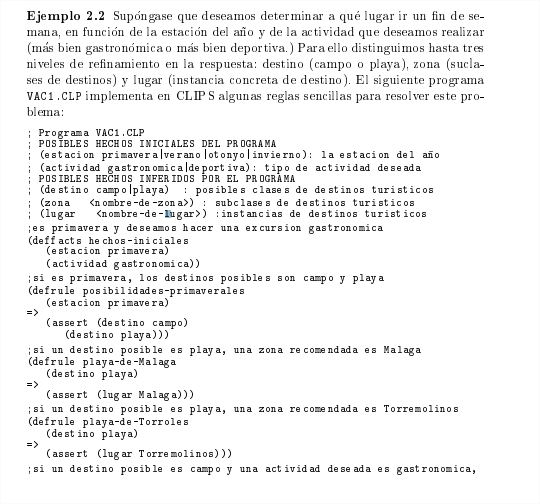 Ejemplo 2.2 Supóngase que deseamos determinar a qué lugar ir un fin de se-
mana, en función de la estación del año y de la actividad que deseamos realizar
(más bien gastronómica o más bien deportiva.) Para ello distinguimos hasta tres
niveles de refinamiento en la respuesta: destino (campo o playa), zona (sucla-
ses de destinos) y lugar (instancia concreta de destino). El siguiente programa
VAC1.CLP implementa en CLIPS algunas reglas sencillas para resolver este pro-
blema:
; Programa VAC1.CLP
; POSIBLES HECHOS INICIALES DEL PROGRAMA
; (estacion primavera|verano|otonyo|invierno): la estacion del año
; (actividad gastronomica|deportiva): tipo de actividad deseada
; POSIBLES HECHOS INFERIDOS POR EL PROGRAMA
; (destino campo|playa) : posibles clases de destinos turisticos
; (zona <nombre-de-zona>) : subclases de destinos turisticos
; (lugar <nombre-de-lugar>) :instancias de destinos turisticos
;es primavera y deseamos hacer una excursion gastronomica
(deffacts hechos-iniciales
(estacion primavera)
(actividad gastronomica))
;si es primavera, los destinos posibles son campo y playa
(defrule posibilidades-primaverales
(estacion primavera)
=>
(assert (destino campo)
(destino playa)))
;si un destino posible es playa, una zona recomendada es Malaga
(defrule playa-de-Malaga
(destino playa)
=>
(assert (lugar Malaga)))
;si un destino posible es playa, una zona recomendada es Torremolinos
(defrule playa-de-Torroles
(destino playa)
=>
(assert (lugar Torremolinos)))
;si un destino posible es campo y una actividad deseada es gastronomica,